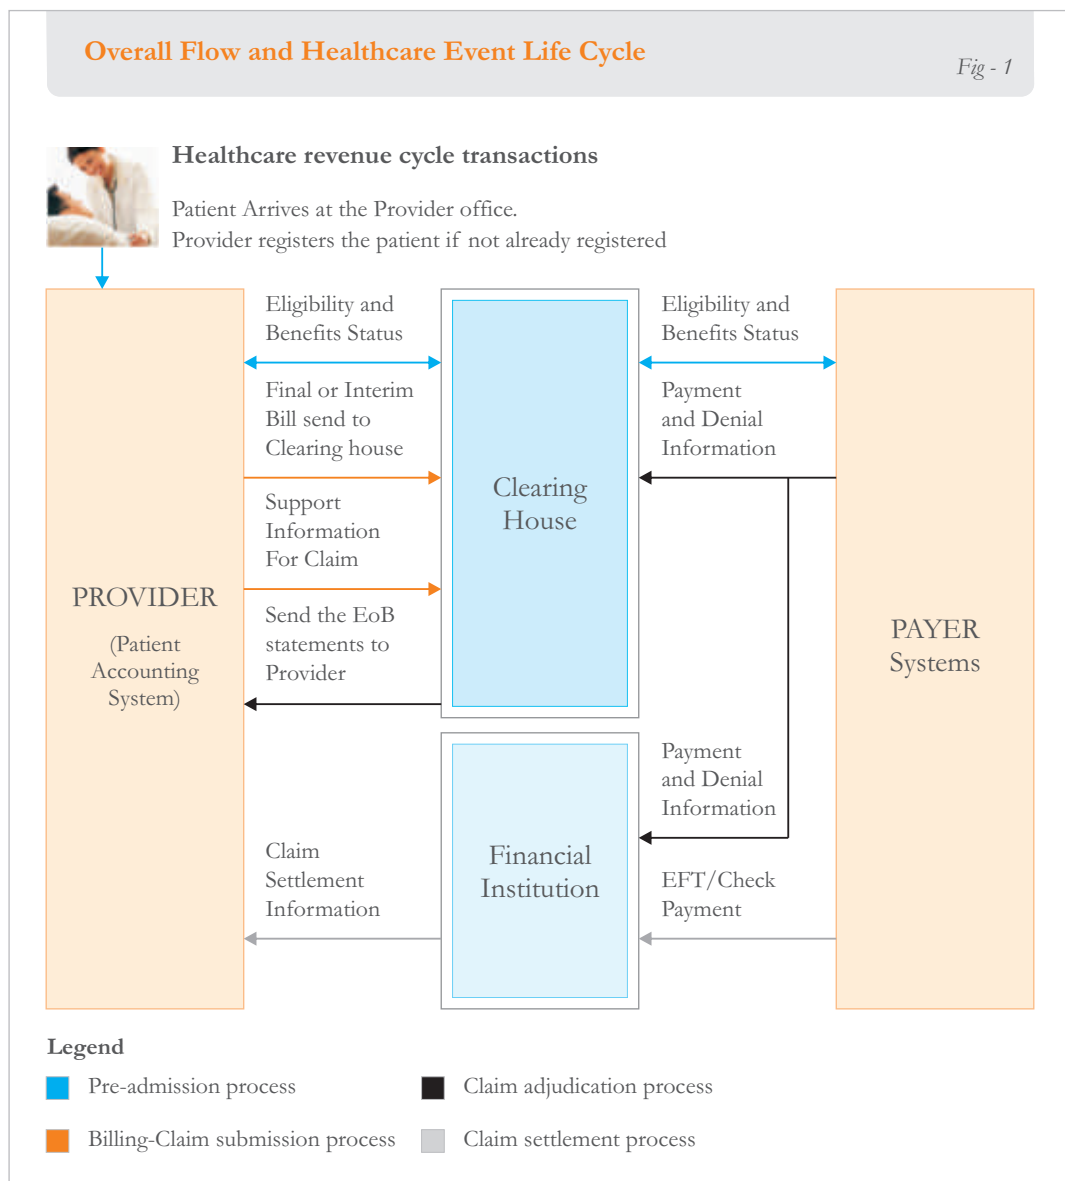 Overall Flow and Healthcare Event Life Cycle
Fig - 1
Healthcare revenue cycle transactions
Patient Arrives at the Provider office.
Provider registers the patient if not already registered
Eligibility and
Benefits Status
Final or Interim
Bill send to
Clearing house
Support
Information
For Claim
Send the EoB
statements to
Provider
PROVIDER
(Patient
Accounting
System)
Clearing
House
Eligibility and
Benefits Status
Payment
and Denial
Information
PAYER
Systems
Payment
and Denial
Information
Financial
Institution
Claim
Settlement
Information
EFT/Check
Payment
Legend
Pre-admission process
Claim adjudication process
Billing-Claim submission process
Claim settlement process